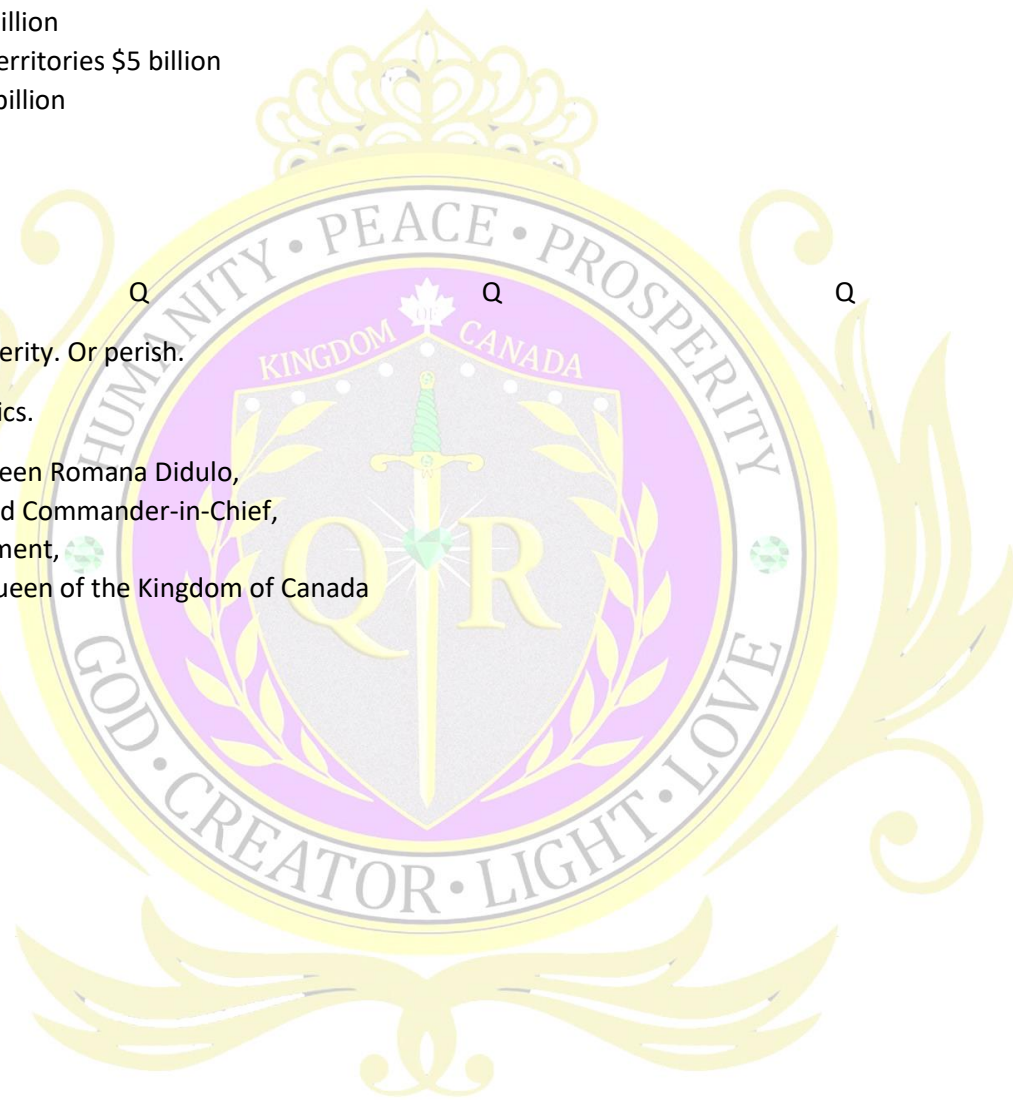 illion
erritories $5 billion
billion
Q Q Q
erity. Or perish.
ics.
een Romana Didulo,
d Commander-in-Chief,
ment,
ueen of the Kingdom of Canada
HUMANITY • PEACE • PROSPERITY
KINGDOM OF CANADA
QR
GOD • CREATOR • LIGHT • LOVE